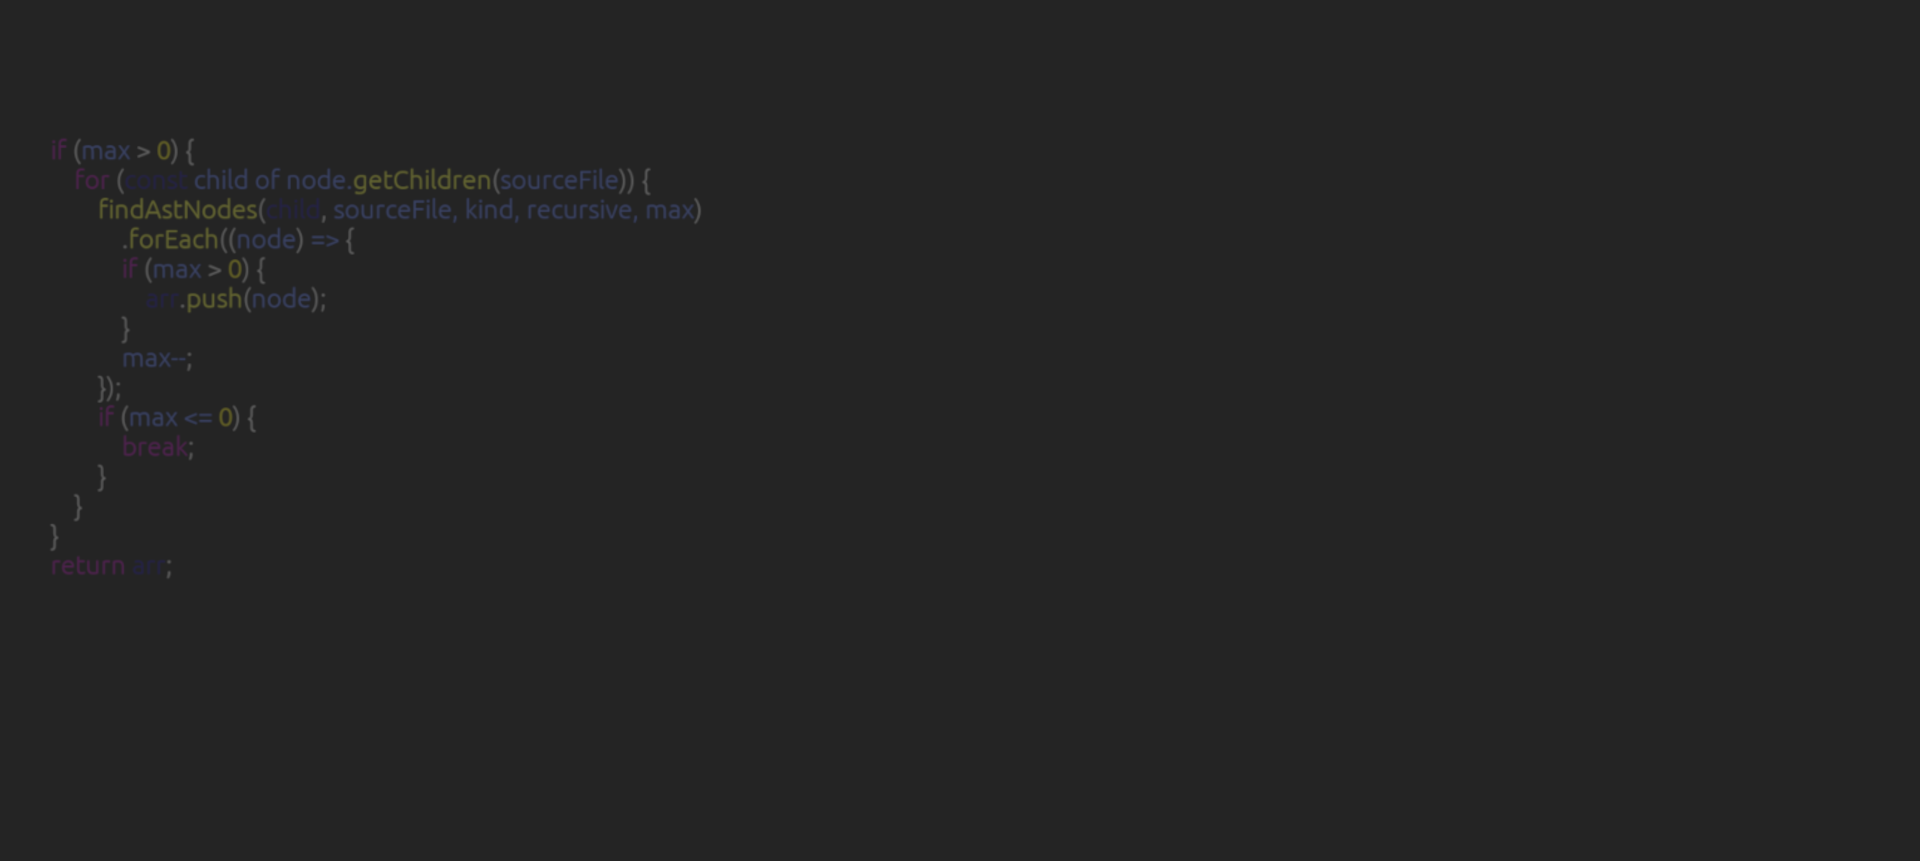 if (max > 0) {
    for (const child of node.getChildren(sourceFile)) {
        findAstNodes(child, sourceFile, kind, recursive, max)
            .forEach((node) => {
            if (max > 0) {
                arr.push(node);
            }
            max--;
        });
        if (max <= 0) {
            break;
        }
    }
}
return arr;